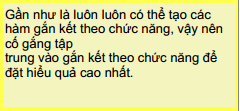 Gần như là luôn luôn có thể tạo các
hàm gắn kết theo chức năng, vậy nên
cố gắng tập
trung vào gắn kết theo chức năng để
đặt hiểu quả cao nhất.